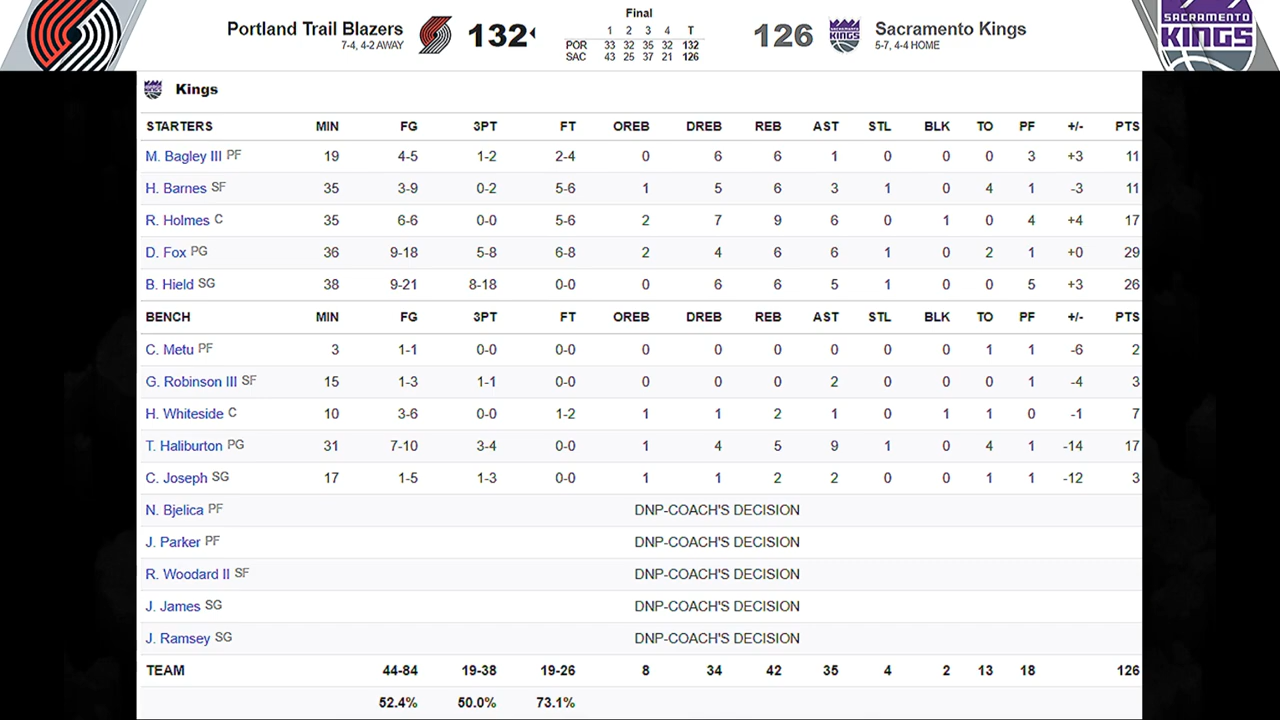 Portland Trail Blazers
7-4, 4-2 AWAY
132
Final
1 2 3 4 T
POR 33 32 35 32 132
SAC 43 25 37 21 126
126
Sacramento Kings
5-7, 4-4 HOME
SACRAMENTO
KINGS
Kings
STARTERS MIN FG 3PT FT OREB DREB REB AST STL BLK TO PF +/- PTS
M. Bagley III PF 19 4-5 1-2 2-4 0 6 6 1 0 0 0 3 +3 11
H. Barnes SF 35 3-9 0-2 5-6 1 5 6 3 1 0 4 1 -3 11
R. Holmes C 35 6-6 0-0 5-6 2 7 9 6 0 1 0 4 +4 17
D. Fox PG 36 9-18 5-8 6-8 2 4 6 6 1 0 2 1 +0 29
B. Hield SG 38 9-21 8-18 0-0 0 6 6 5 1 0 0 5 +3 26
BENCH MIN FG 3PT FT OREB DREB REB AST STL BLK TO PF +/- PTS
C. Metu PF 3 1-1 0-0 0-0 0 0 0 0 0 0 1 1 -6 2
G. Robinson III SF 15 1-3 1-1 0-0 0 0 0 2 0 0 0 1 -4 3
H. Whiteside C 10 3-6 0-0 1-2 1 1 2 1 0 1 1 0 -1 7
T. Haliburton PG 31 7-10 3-4 0-0 1 4 5 9 1 0 4 1 -14 17
C. Joseph SG 17 1-5 1-3 0-0 1 1 2 2 0 0 1 1 -12 3
N. Bjelica PF DNP-COACH'S DECISION
J. Parker PF DNP-COACH'S DECISION
R. Woodard II SF DNP-COACH'S DECISION
J. James SG DNP-COACH'S DECISION
J. Ramsey SG DNP-COACH'S DECISION
TEAM 44-84 19-38 19-26 8 34 42 35 4 2 13 18 126
52.4% 50.0% 73.1%